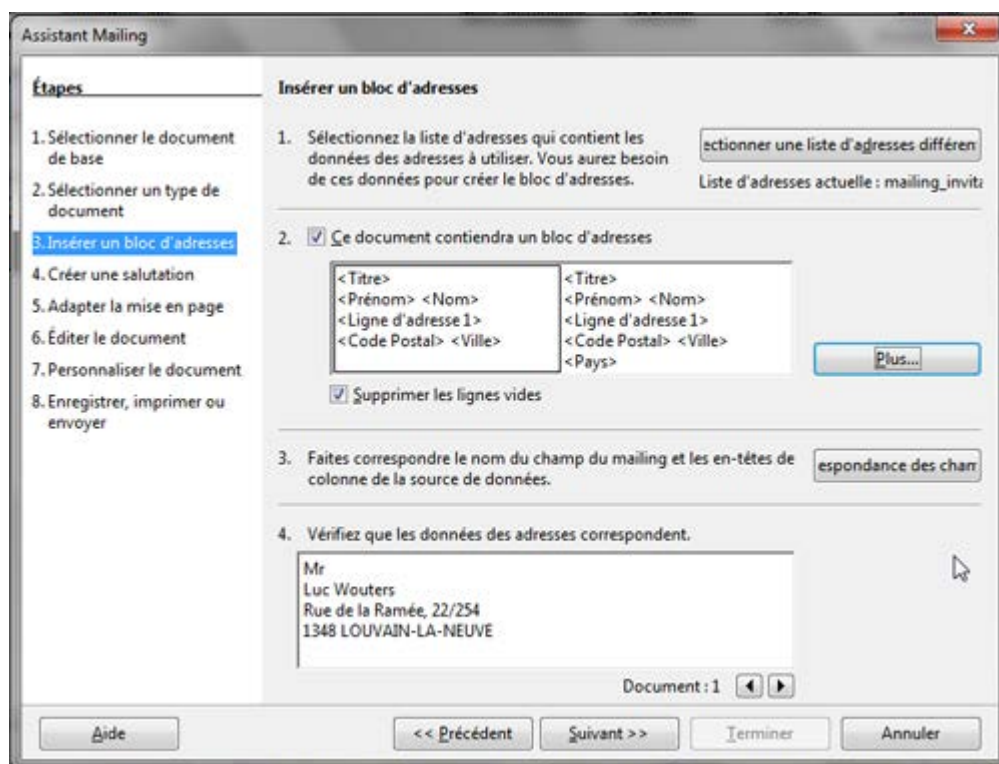 Assistant Mailing
Étapes
1. Sélectionner le document
de base
2. Sélectionner un type de
document
3. Insérer un bloc d'adresses
4. Créer une salutation
5. Adapter la mise en page
6. Éditer le document
7. Personnaliser le document
8. Enregistrer, imprimer ou
envoyer
Insérer un bloc d'adresses
1. Sélectionnez la liste d'adresses qui contient les
données des adresses à utiliser. Vous aurez besoin
de ces données pour créer le bloc d'adresses.
ectionner une liste d'adresses différen
Liste d'adresses actuelle : mailing_invita
2. Ce document contiendra un bloc d'adresses
<Titre>
<Prénom> <Nom>
<Ligne d'adresse 1>
<Code Postal> <Ville>
<Titre>
<Prénom> <Nom>
<Ligne d'adresse 1>
<Code Postal> <Ville>
<Pays>
Plus...
Supprimer les lignes vides
3. Faites correspondre le nom du champ du mailing et les en-têtes de
colonne de la source de données.
espondance des cham
4. Vérifiez que les données des adresses correspondent.
Mr
Luc Wouters
Rue de la Ramée, 22/254
1348 LOUVAIN-LA-NEUVE
Document : 1
Aide
<< Précédent
Suivant >>
Terminer
Annuler